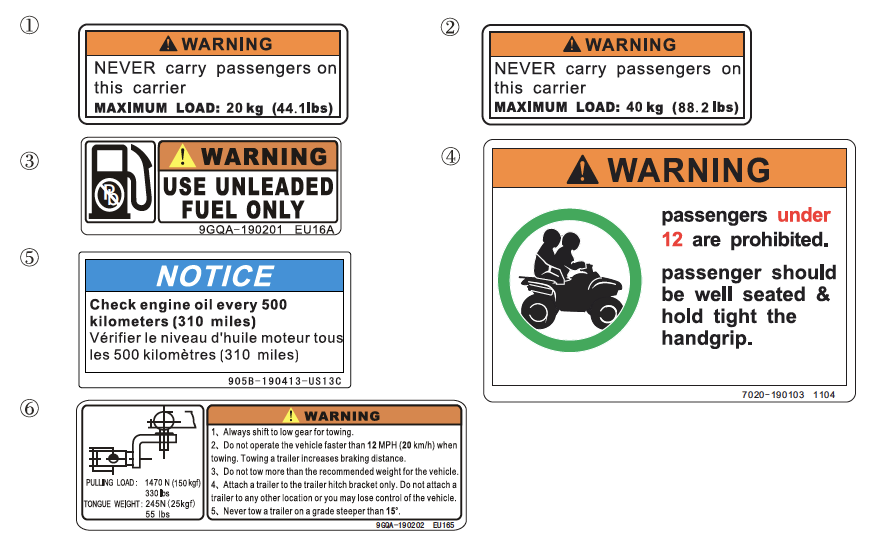 ①
WARNING
NEVER carry passengers on
this carrier
MAXIMUM LOAD: 20 kg (44.1lbs)
②
WARNING
NEVER carry passengers on
this carrier
MAXIMUM LOAD: 40 kg (88.2 lbs)
③
WARNING
USE UNLEADED
FUEL ONLY
9GQA-190201 EU16A
④
WARNING
passengers under
12 are prohibited.
passenger should
be well seated &
hold tight the
handgrip.
7020-190103 1104
⑤
NOTICE
Check engine oil every 500
kilometers (310 miles)
Vérifier le niveau d'huile moteur tous
les 500 kilomètres (310 miles)
905B-190413-US13C
⑥
PULLING LOAD: 1470 N (150 kgf)
330 lbs
TONGUE WEIGHT: 245N (25kgf)
55 lbs
WARNING
1、Always shift to low gear for towing.
2、Do not operate the vehicle faster than 12 MPH (20 km/h) when
towing. Towing a trailer increases braking distance.
3、Do not tow more than the recommended weight for the vehicle.
4、Attach a trailer to the trailer hitch bracket only. Do not attach a
trailer to any other location or you may lose control of the vehicle.
5、Never tow a trailer on a grade steeper than 15°.
9GQA-190202 EU165